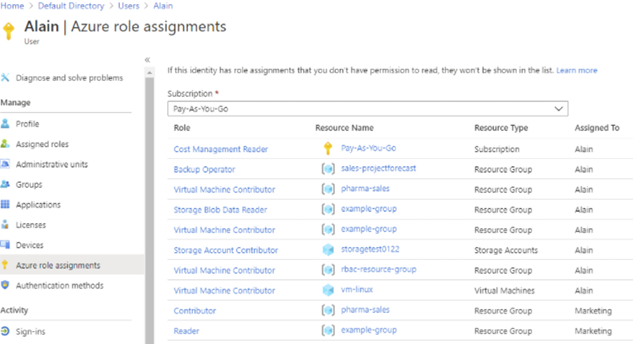 Home > Default Directory > Users > Alain
Alain | Azure role assignments
User
«
Diagnose and solve problems
Manage
Profile
Assigned roles
Administrative units
Groups
Applications
Licenses
Devices
Azure role assignments
Authentication methods
Activity
Sign-ins
If this identity has role assignments that you don't have permission to read, they won't be shown in the list. Learn more
Subscription *
Pay-As-You-Go
Role Resource Name Resource Type Assigned To
Cost Management Reader Pay-As-You-Go Subscription Alain
Backup Operator sales-projectforecast Resource Group Alain
Virtual Machine Contributor pharma-sales Resource Group Alain
Storage Blob Data Reader example-group Resource Group Alain
Virtual Machine Contributor example-group Resource Group Alain
Storage Account Contributor storagetest0122 Storage Accounts Alain
Virtual Machine Contributor rbac-resource-group Resource Group Alain
Virtual Machine Contributor vm-linux Virtual Machines Alain
Contributor pharma-sales Resource Group Marketing
Reader example-group Resource Group Marketing